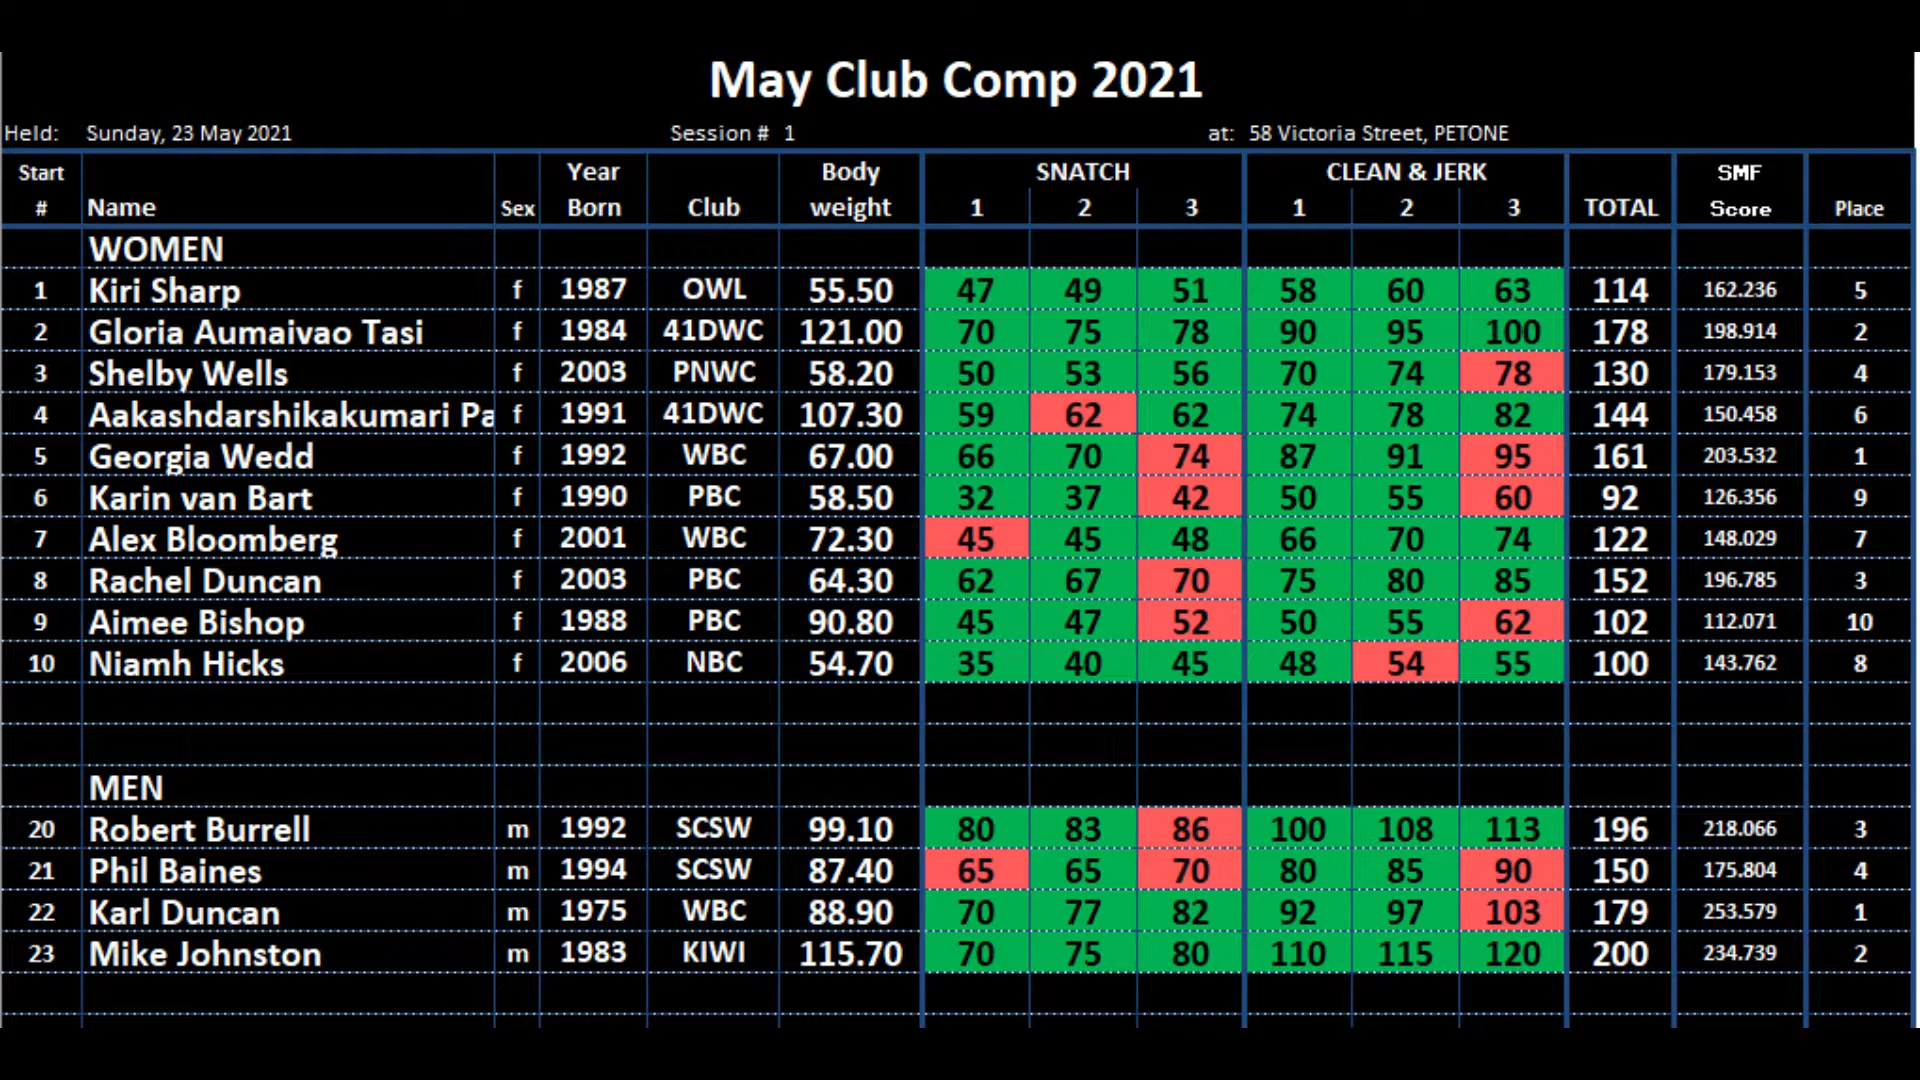 May Club Comp 2021
Held: Sunday, 23 May 2021 Session # 1 at: 58 Victoria Street, PETONE
Start Year Body SNATCH CLEAN & JERK SMF
# Name Sex Born Club weight 1 2 3 1 2 3 TOTAL Score Place
WOMEN
1 Kiri Sharp f 1987 OWL 55.50 47 49 51 58 60 63 114 162.236 5
2 Gloria Aumaivao Tasi f 1984 41DWC 121.00 70 75 78 90 95 100 178 198.914 2
3 Shelby Wells f 2003 PNWC 58.20 50 53 56 70 74 78 130 179.153 4
4 Aakashdarshikakumari Pa f 1991 41DWC 107.30 59 62 62 74 78 82 144 150.458 6
5 Georgia Wedd f 1992 WBC 67.00 66 70 74 87 91 95 161 203.532 1
6 Karin van Bart f 1990 PBC 58.50 32 37 42 50 55 60 92 126.356 9
7 Alex Bloomberg f 2001 WBC 72.30 45 45 48 66 70 74 122 148.029 7
8 Rachel Duncan f 2003 PBC 64.30 62 67 70 75 80 85 152 196.785 3
9 Aimee Bishop f 1988 PBC 90.80 45 47 52 50 55 62 102 112.071 10
10 Niamh Hicks f 2006 NBC 54.70 35 40 45 48 54 55 100 143.762 8
MEN
20 Robert Burrell m 1992 SCSW 99.10 80 83 86 100 108 113 196 218.066 3
21 Phil Baines m 1994 SCSW 87.40 65 65 70 80 85 90 150 175.804 4
22 Karl Duncan m 1975 WBC 88.90 70 77 82 92 97 103 179 253.579 1
23 Mike Johnston m 1983 KIWI 115.70 70 75 80 110 115 120 200 234.739 2